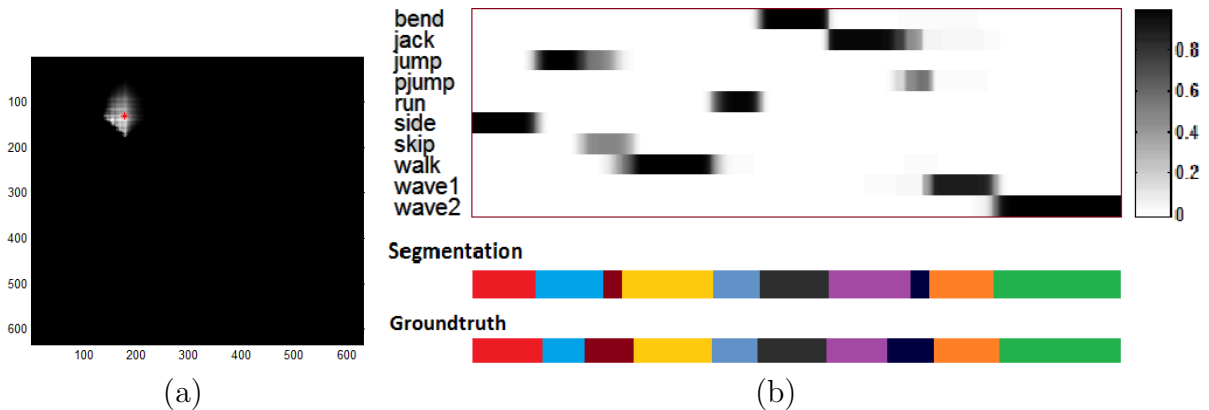 100
200
300
400
500
600
100 200 300 400 500 600
(a)
bend
jack
jump
pjump
run
side
skip
walk
wave1
wave2
0.8
0.6
0.4
0.2
0
Segmentation
Groundtruth
(b)